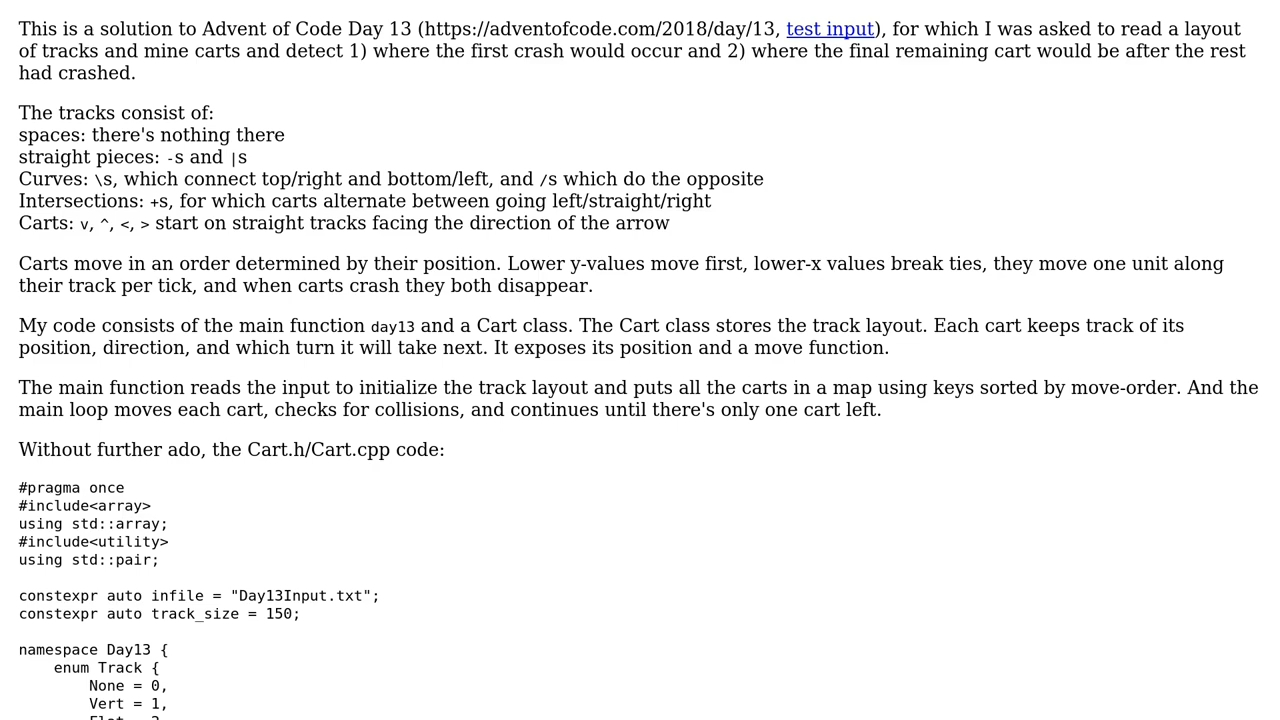 This is a solution to Advent of Code Day 13 (https://adventofcode.com/2018/day/13, test input), for which I was asked to read a layout
of tracks and mine carts and detect 1) where the first crash would occur and 2) where the final remaining cart would be after the rest
had crashed.
The tracks consist of:
spaces: there's nothing there
straight pieces: -s and |s
Curves: \s, which connect top/right and bottom/left, and /s which do the opposite
Intersections: +s, for which carts alternate between going left/straight/right
Carts: v, ^, <, > start on straight tracks facing the direction of the arrow
Carts move in an order determined by their position. Lower y-values move first, lower-x values break ties, they move one unit along
their track per tick, and when carts crash they both disappear.
My code consists of the main function day13 and a Cart class. The Cart class stores the track layout. Each cart keeps track of its
position, direction, and which turn it will take next. It exposes its position and a move function.
The main function reads the input to initialize the track layout and puts all the carts in a map using keys sorted by move-order. And the
main loop moves each cart, checks for collisions, and continues until there's only one cart left.
Without further ado, the Cart.h/Cart.cpp code:
#pragma once
#include<array>
using std::array;
#include<utility>
using std::pair;
constexpr auto infile = "Day13Input.txt";
constexpr auto track_size = 150;
namespace Day13 {
    enum Track {
        None = 0,
        Vert = 1,